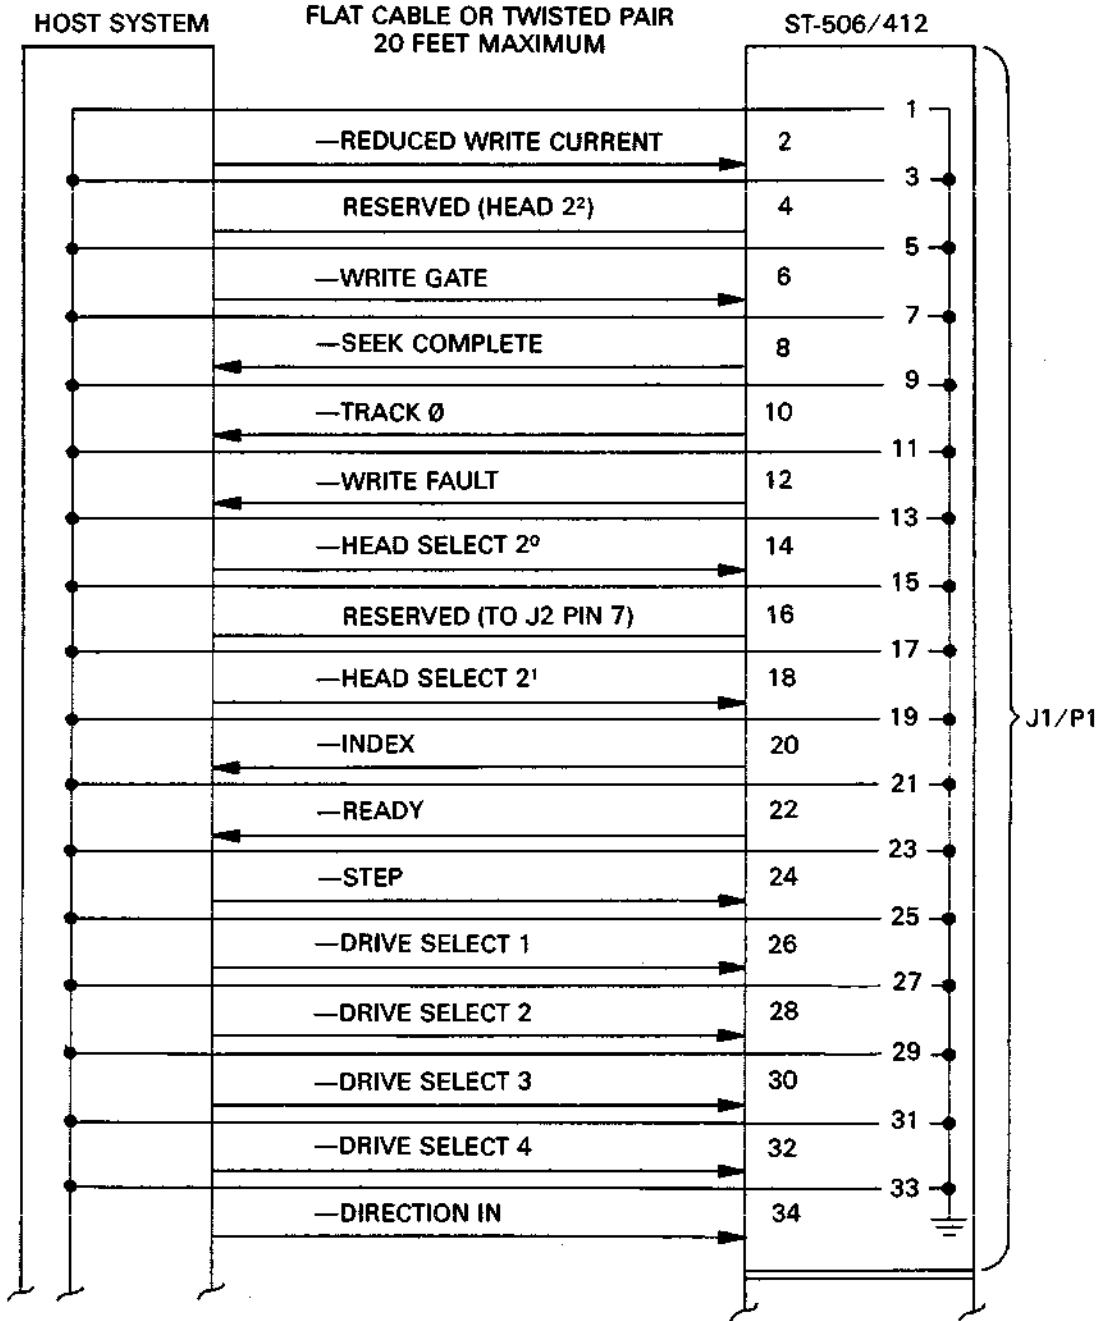 HOST SYSTEM
FLAT CABLE OR TWISTED PAIR
20 FEET MAXIMUM
ST-506/412
1
—REDUCED WRITE CURRENT 2
3
RESERVED (HEAD 2²) 4
5
—WRITE GATE 6
7
—SEEK COMPLETE 8
9
—TRACK Ø 10
11
—WRITE FAULT 12
13
—HEAD SELECT 2⁰ 14
15
RESERVED (TO J2 PIN 7) 16
17
—HEAD SELECT 2¹ 18
19
J1/P1
—INDEX 20
21
—READY 22
23
—STEP 24
25
—DRIVE SELECT 1 26
27
—DRIVE SELECT 2 28
29
—DRIVE SELECT 3 30
31
—DRIVE SELECT 4 32
33
—DIRECTION IN 34